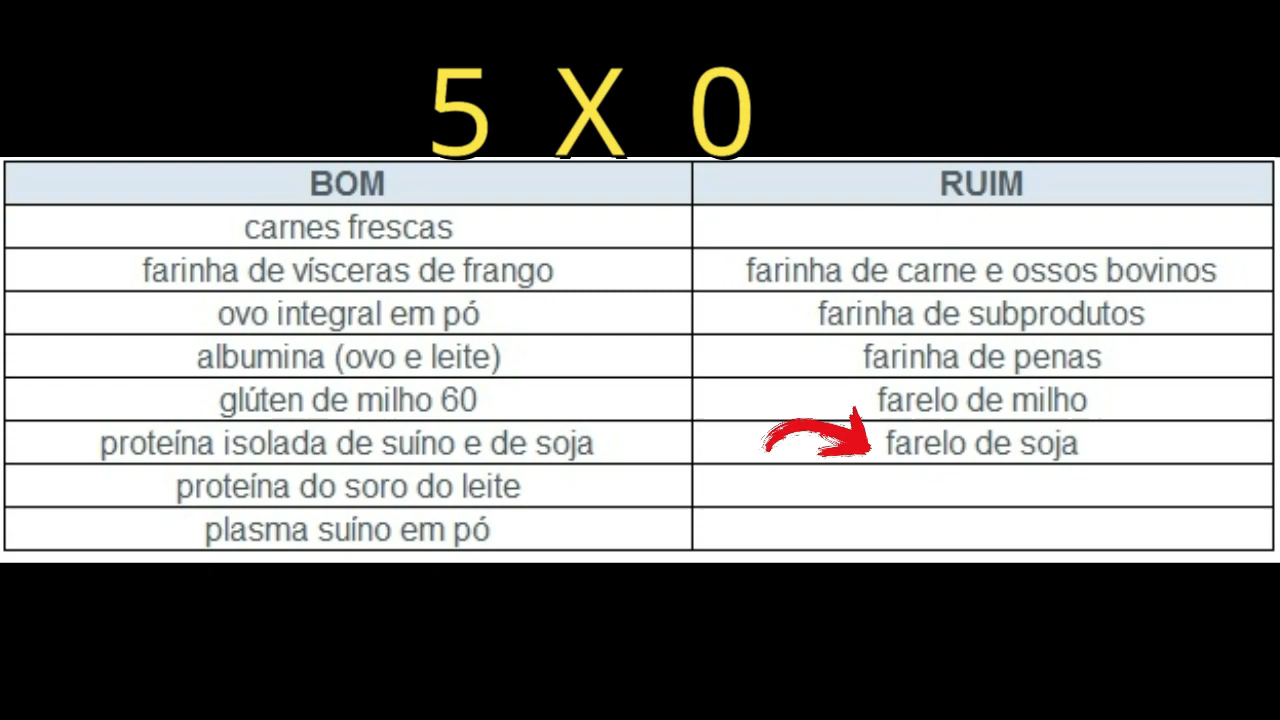 5 X 0
BOM RUIM
carnes frescas
farinha de vísceras de frango farinha de carne e ossos bovinos
ovo integral em pó farinha de subprodutos
albumina (ovo e leite) farinha de penas
glúten de milho 60 farelo de milho
proteína isolada de suíno e de soja farelo de soja
proteína do soro do leite
plasma suíno em pó